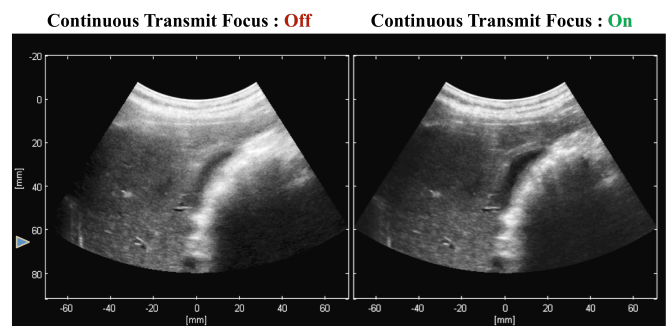 Continuous Transmit Focus : Off
Continuous Transmit Focus : On
-20
0
20
40
60
80
[mm]
-60 -40 -20 0 20 40 60
[mm]
-60 -40 -20 0 20 40 60
[mm]